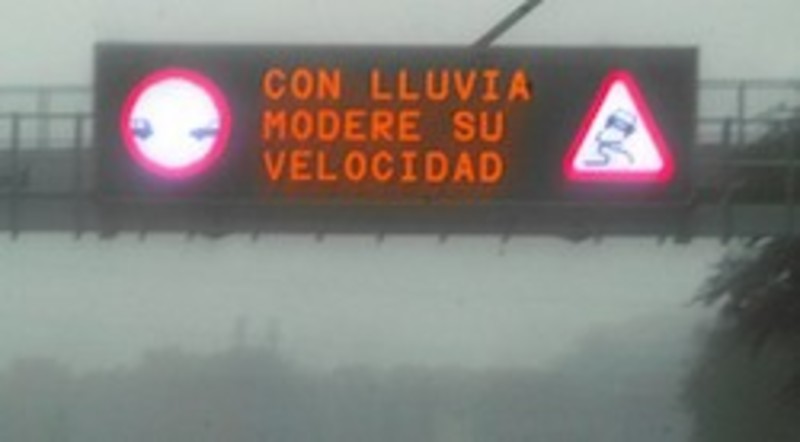 CON LLUVIA
MODERE SU
VELOCIDAD